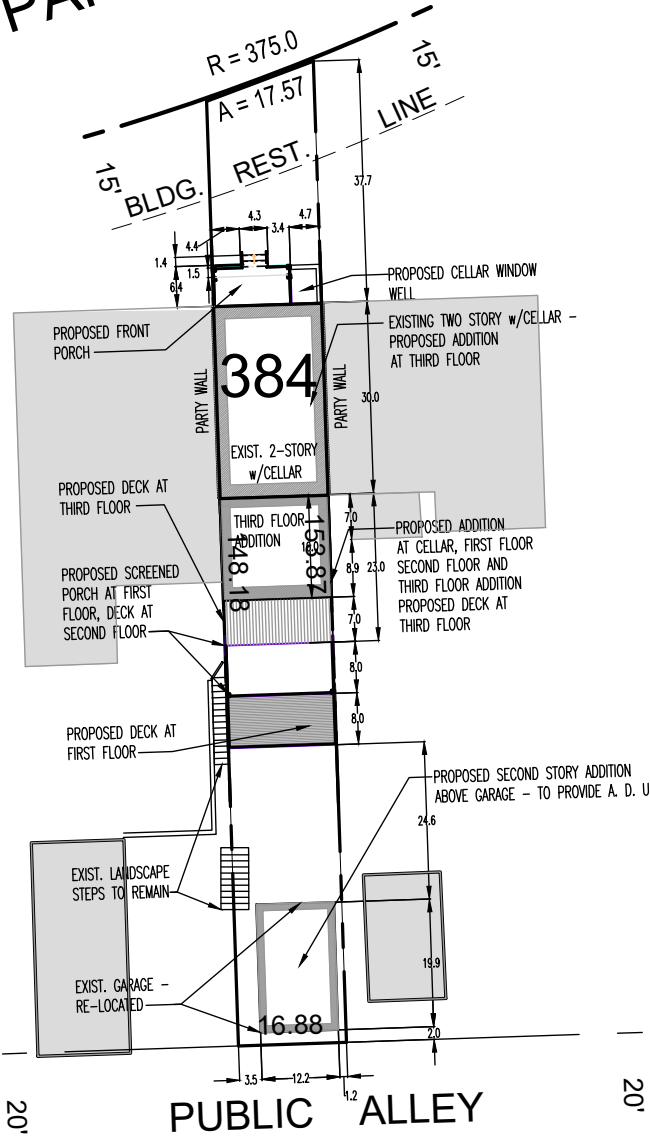 PA
R = 375.0
15'
A = 17.57
BLDG. REST. LINE
15'
37.7
4.3
4.7
3.4
4.4
1.4
1.5
6.4
PROPOSED CELLAR WINDOW
WELL
PROPOSED FRONT
PORCH
EXISTING TWO STORY w/CELLAR –
PROPOSED ADDITION
AT THIRD FLOOR
384
PARTY WALL
PARTY WALL
30.0
EXIST. 2-STORY
w/CELLAR
PROPOSED DECK AT
THIRD FLOOR
THIRD FLOOR
ADDITION
148.18
153.87
7.0
8.9
23.0
7.0
PROPOSED ADDITION
AT CELLAR, FIRST FLOOR
SECOND FLOOR AND
THIRD FLOOR ADDITION
PROPOSED DECK AT
THIRD FLOOR
PROPOSED SCREENED
PORCH AT FIRST
FLOOR, DECK AT
SECOND FLOOR
8.0
8.0
PROPOSED DECK AT
FIRST FLOOR
PROPOSED SECOND STORY ADDITION
ABOVE GARAGE – TO PROVIDE A. D. U
24.6
EXIST. LANDSCAPE
STEPS TO REMAIN
19.9
EXIST. GARAGE –
RE-LOCATED
16.88
2.0
3.5
12.2
1.2
20'
PUBLIC ALLEY
20'